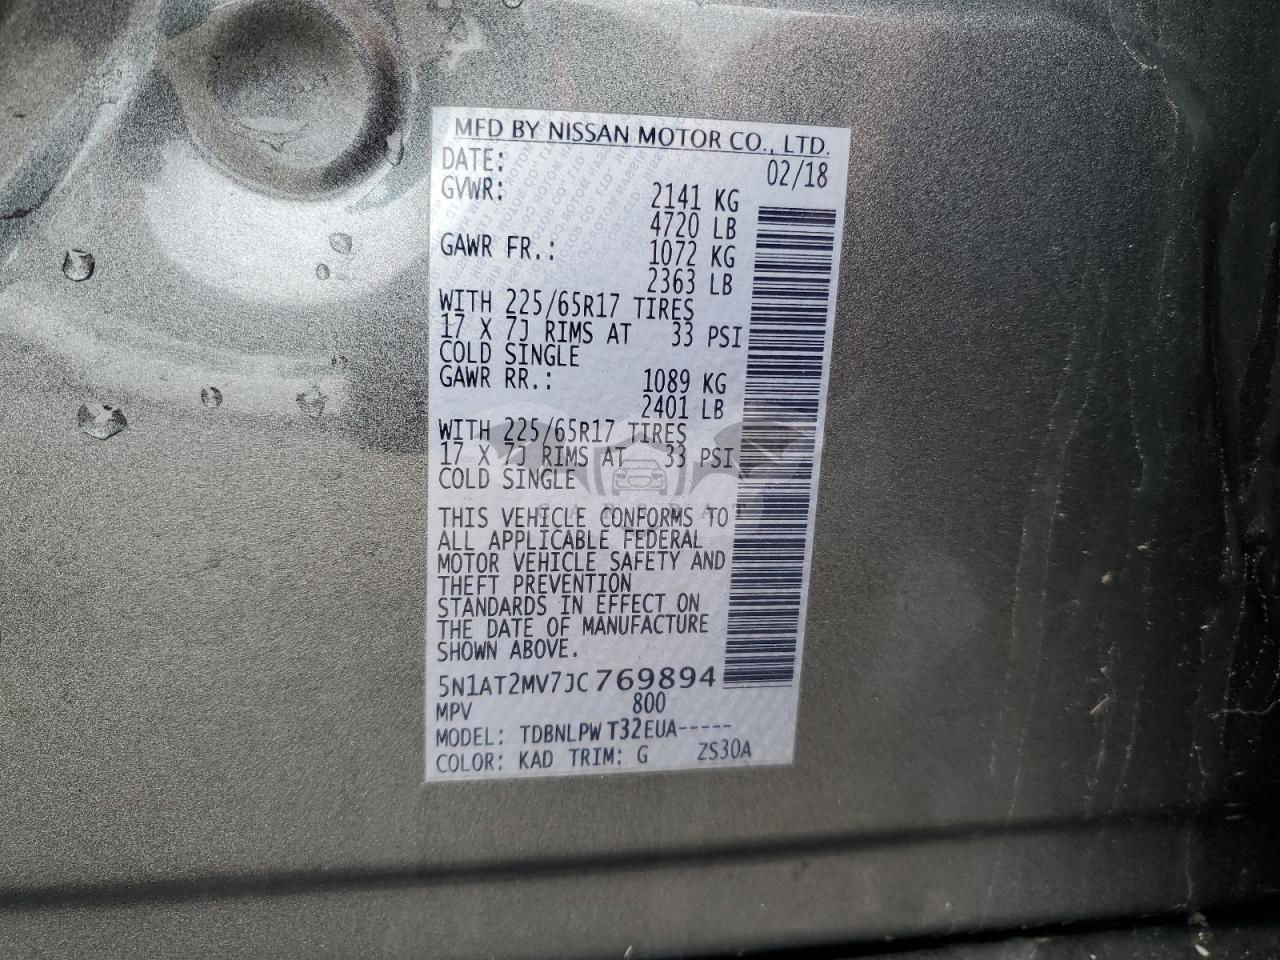 MFD BY NISSAN MOTOR CO., LTD.
DATE: 02/18
GVWR: 2141 KG
4720 LB
GAWR FR.: 1072 KG
2363 LB
WITH 225/65R17 TIRES
17 X 7J RIMS AT 33 PSI
COLD SINGLE
GAWR RR.: 1089 KG
2401 LB
WITH 225/65R17 TIRES
17 X 7J RIMS AT 33 PSI
COLD SINGLE
THIS VEHICLE CONFORMS TO
ALL APPLICABLE FEDERAL
MOTOR VEHICLE SAFETY AND
THEFT PREVENTION
STANDARDS IN EFFECT ON
THE DATE OF MANUFACTURE
SHOWN ABOVE.
5N1AT2MV7JC769894
MPV 800
MODEL: TDBNLPW T32EUA-----
COLOR: KAD TRIM: G ZS30A